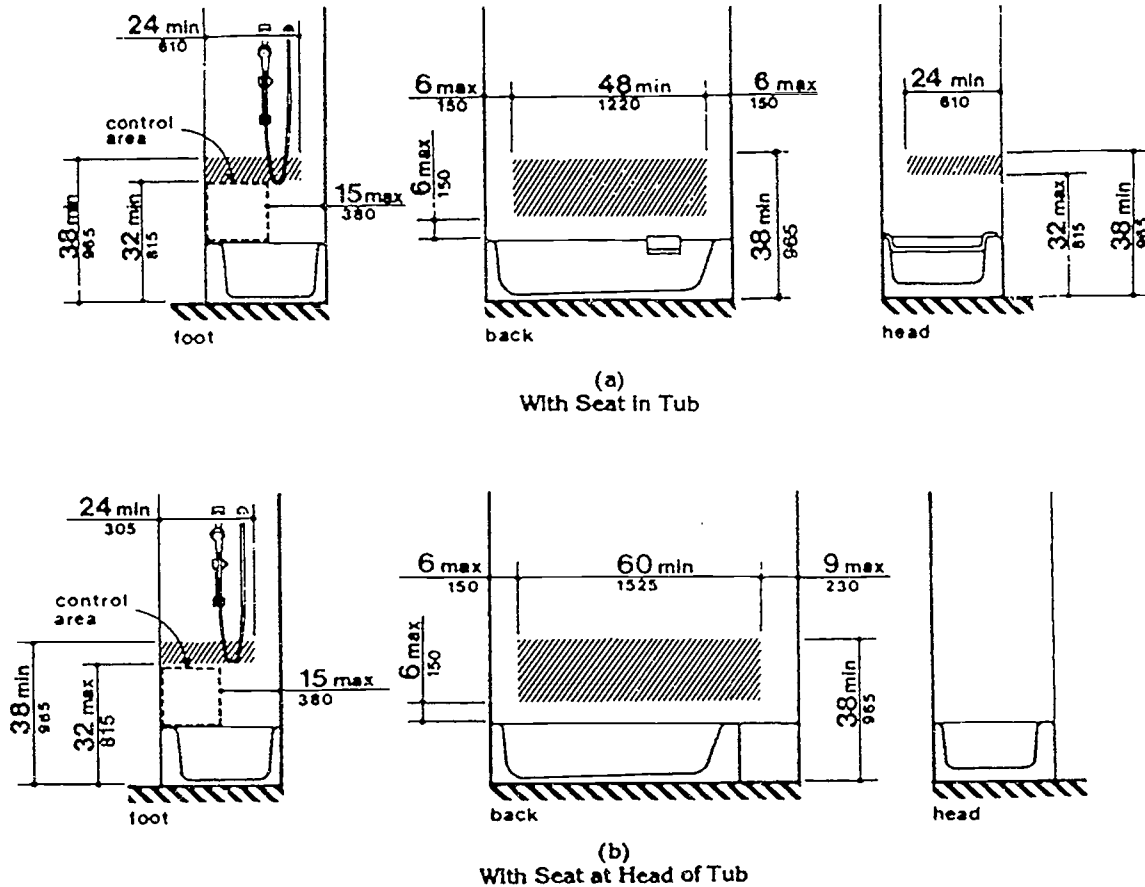 24 min
610
control
area
38 min
965
32 min
815
15 max
380
foot
6 max
150
48 min
1220
6 max
150
6 max
150
38 min
965
back
24 min
610
32 max
815
38 min
965
head
(a)
With Seat in Tub
24 min
305
control
area
38 min
965
32 max
815
15 max
380
foot
6 max
150
60 min
1525
9 max
230
6 max
150
38 min
965
back
head
(b)
With Seat at Head of Tub